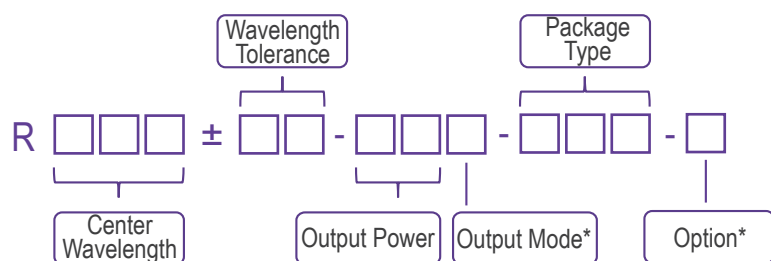 Wavelength
Tolerance
Package
Type
R ± - - -
Center
Wavelength
Output Power
Output Mode*
Option*